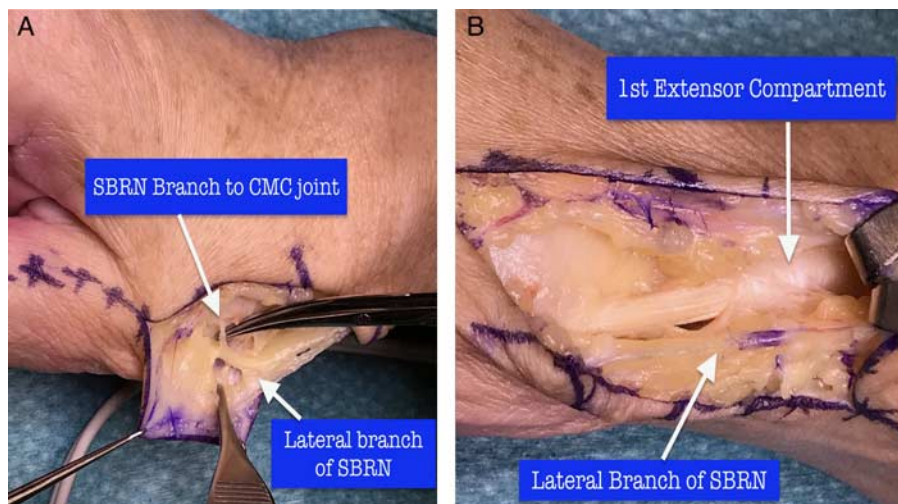 A
SBRN Branch to CMC joint
Lateral branch
of SBRN
B
1st Extensor Compartment
Lateral Branch of SBRN